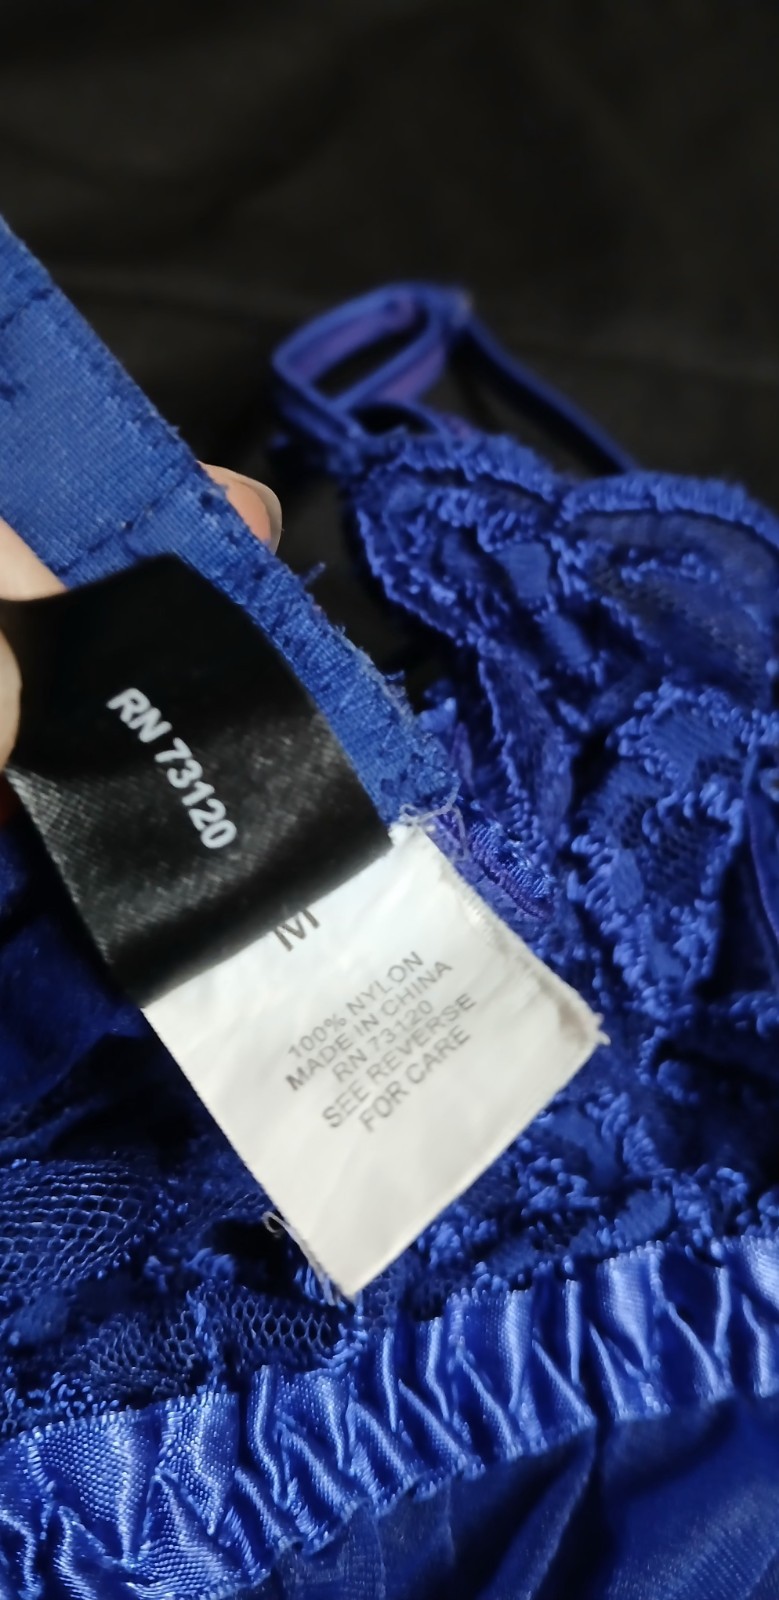 RN 73120
M
100% NYLON
MADE IN CHINA
RN 73120
SEE REVERSE
FOR CARE